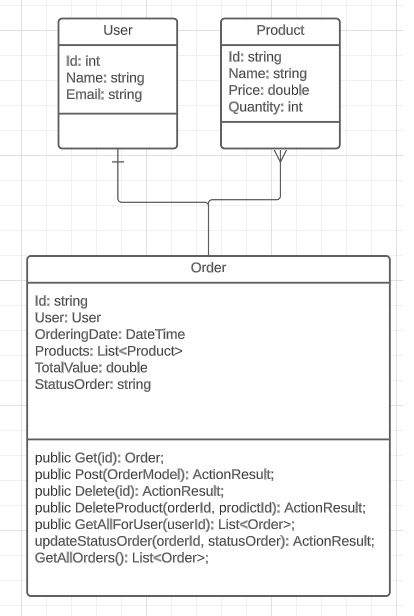 User
Id: int
Name: string
Email: string
Product
Id: string
Name: string
Price: double
Quantity: int
Order
Id: string
User: User
OrderingDate: DateTime
Products: List<Product>
TotalValue: double
StatusOrder: string
public Get(id): Order;
public Post(OrderModel): ActionResult;
public Delete(id): ActionResult;
public DeleteProduct(orderId, prodictId): ActionResult;
public GetAllForUser(userId): List<Order>;
updateStatusOrder(orderId, statusOrder): ActionResult;
GetAllOrders(): List<Order>;